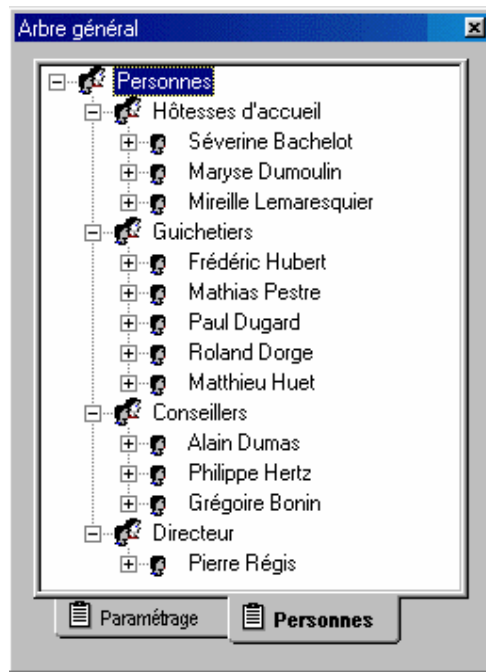 Arbre général
Personnes
Hôtesses d'accueil
Séverine Bachelot
Maryse Dumoulin
Mireille Lemaresquier
Guichetiers
Frédéric Hubert
Mathias Pestre
Paul Dugard
Roland Dorge
Matthieu Huet
Conseillers
Alain Dumas
Philippe Hertz
Grégoire Bonin
Directeur
Pierre Régis
Paramétrage Personnes